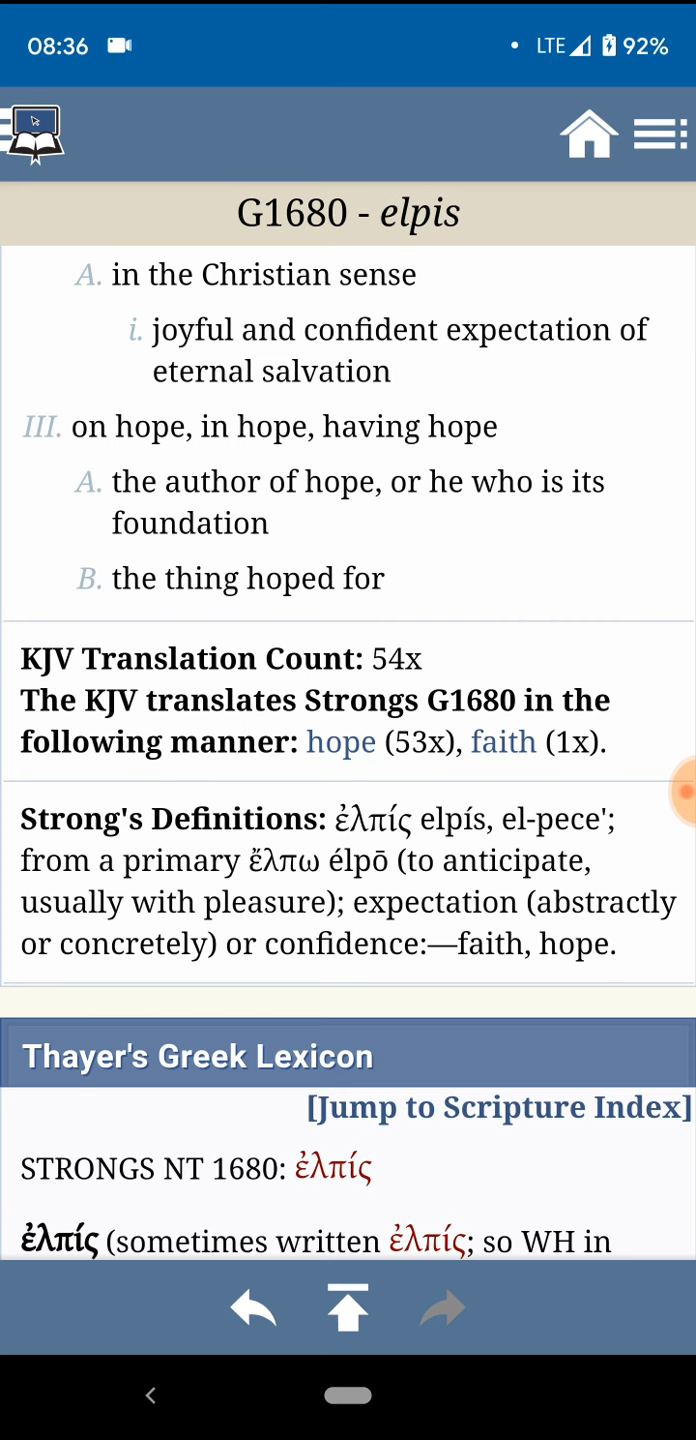 08:36
LTE 92%
G1680 - elpis
A. in the Christian sense
i. joyful and confident expectation of
eternal salvation
III. on hope, in hope, having hope
A. the author of hope, or he who is its
foundation
B. the thing hoped for
KJV Translation Count: 54x
The KJV translates Strongs G1680 in the
following manner: hope (53x), faith (1x).
Strong's Definitions: ἐλπίς elpís, el-pece';
from a primary ἔλπω élpō (to anticipate,
usually with pleasure); expectation (abstractly
or concretely) or confidence:—faith, hope.
Thayer's Greek Lexicon
[Jump to Scripture Index]
STRONGS NT 1680: ἐλπίς
ἐλπίς (sometimes written ἐλπίς; so WH in